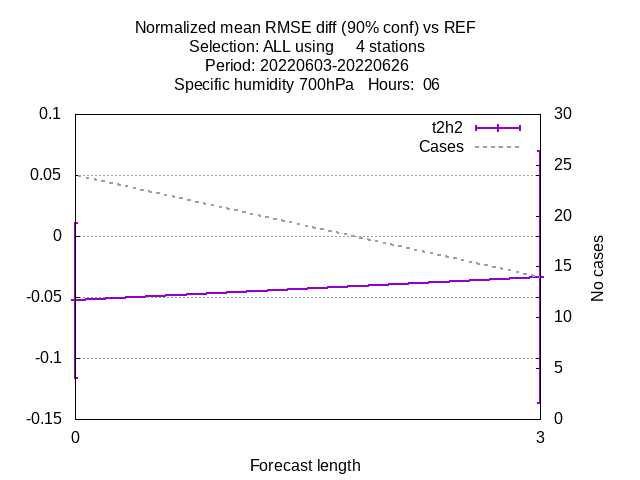 Normalized mean RMSE diff (90% conf) vs REF
Selection: ALL using     4 stations
Period: 20220603-20220626
Specific humidity 700hPa   Hours:  06
0.1
0.05
0
-0.05
-0.1
-0.15
t2h2
Cases
30
25
20
15
10
5
0
No cases
0
3
Forecast length